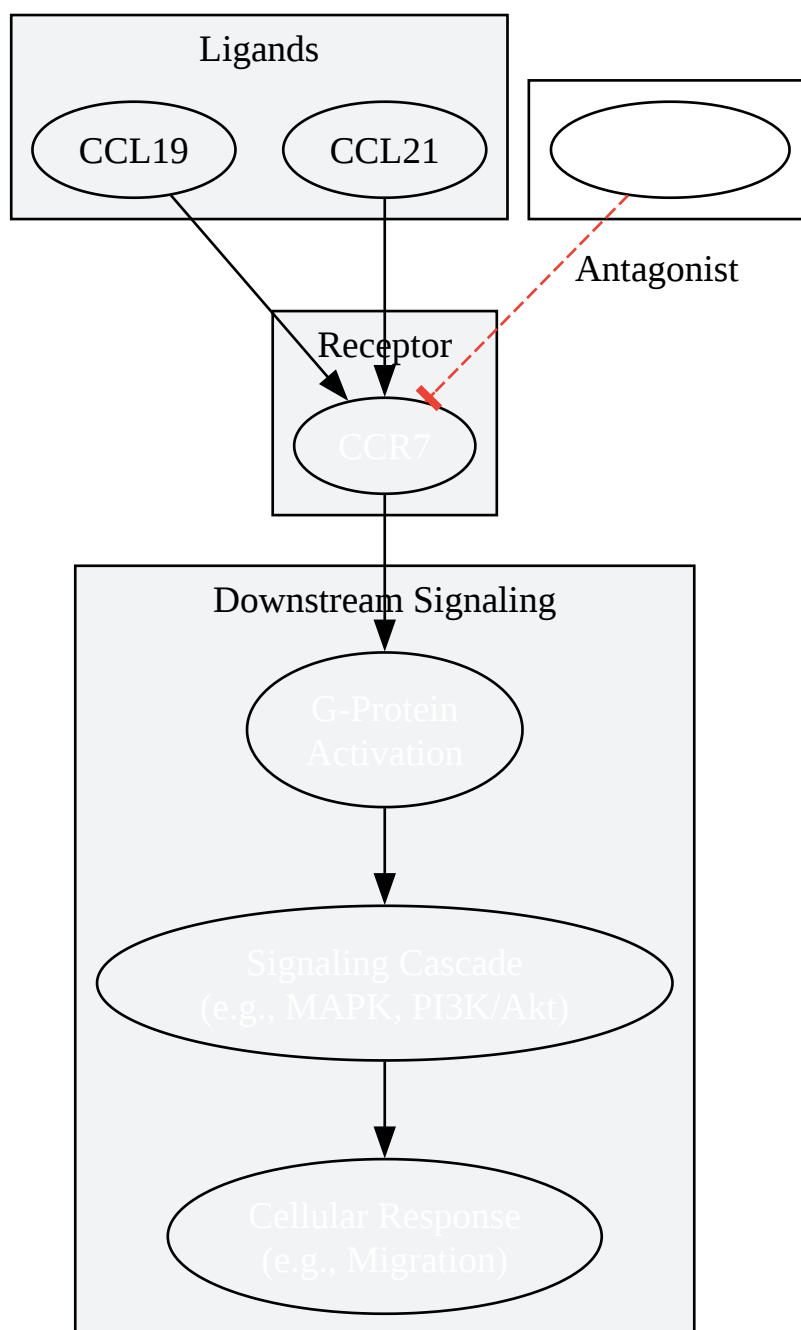 Ligands
CCL19
CCL21
Antagonist
Receptor
CCR7
Downstream Signaling
G-Protein
Activation
Signaling Cascade
(e.g., MAPK, PI3K/Akt)
Cellular Response
(e.g., Migration)